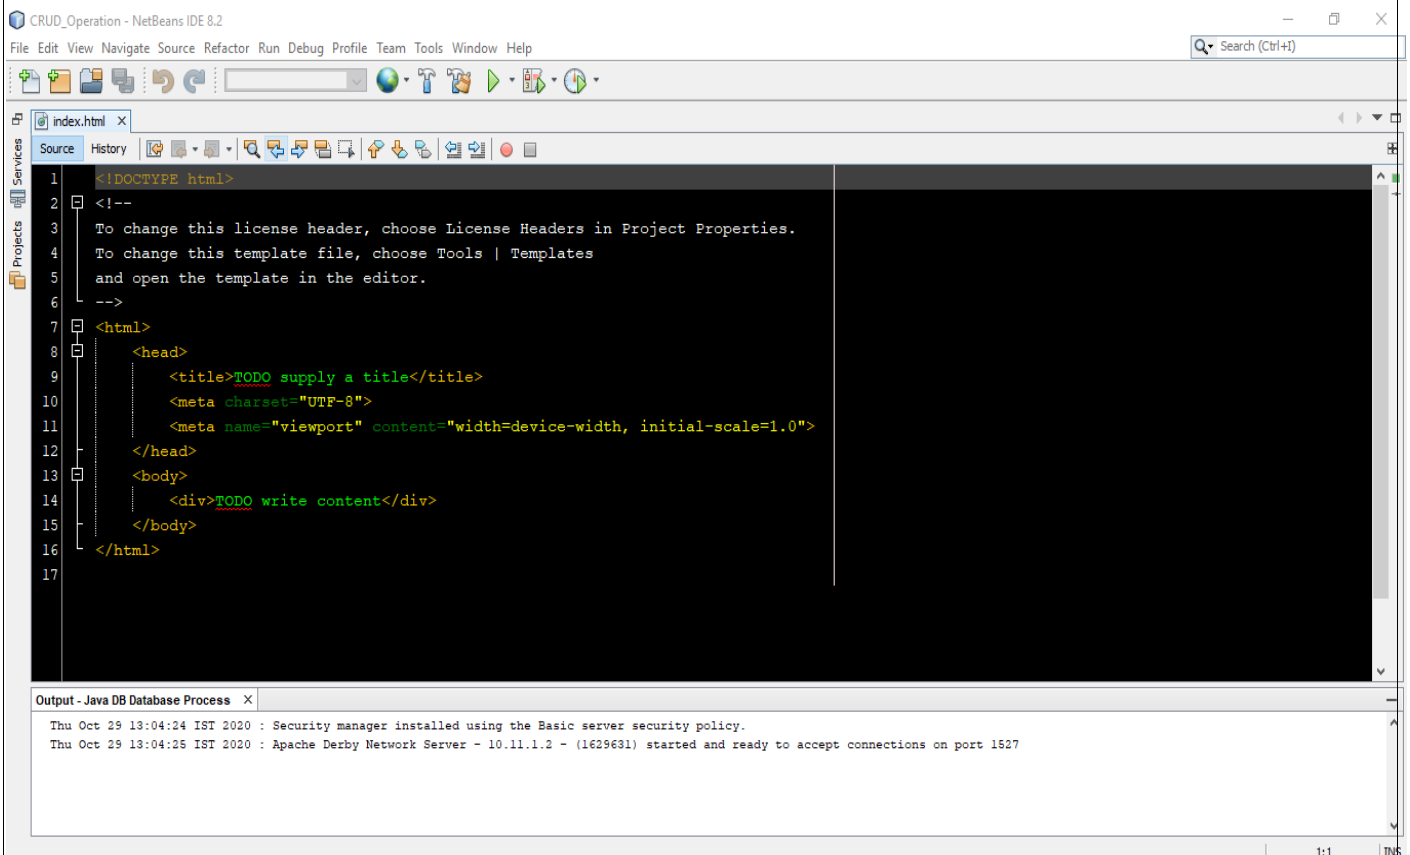 CRUD_Operation - NetBeans IDE 8.2
File Edit View Navigate Source Refactor Run Debug Profile Team Tools Window Help
Search (Ctrl+I)
index.html X
Services
Projects
Source History
1 <!DOCTYPE html>
2 <!--
3 To change this license header, choose License Headers in Project Properties.
4 To change this template file, choose Tools | Templates
5 and open the template in the editor.
6 -->
7 <html>
8 <head>
9 <title>TODO supply a title</title>
10 <meta charset="UTF-8">
11 <meta name="viewport" content="width=device-width, initial-scale=1.0">
12 </head>
13 <body>
14 <div>TODO write content</div>
15 </body>
16 </html>
17
Output - Java DB Database Process X
Thu Oct 29 13:04:24 IST 2020 : Security manager installed using the Basic server security policy.
Thu Oct 29 13:04:25 IST 2020 : Apache Derby Network Server - 10.11.1.2 - (1629631) started and ready to accept connections on port 1527
1:1 INS